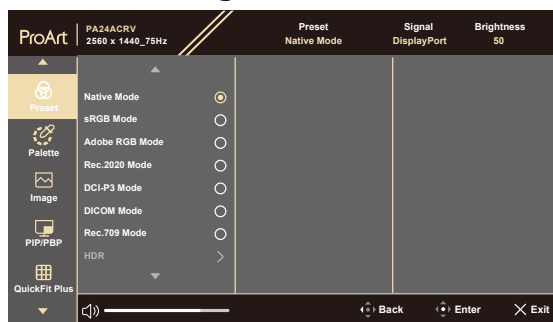 ProArt
PA24ACRV
2560 x 1440_75Hz
Preset
Native Mode
Signal
DisplayPort
Brightness
50
Preset
Palette
Image
PIP/PBP
QuickFit Plus
Native Mode
sRGB Mode
Adobe RGB Mode
Rec.2020 Mode
DCI-P3 Mode
DICOM Mode
Rec.709 Mode
HDR
Back
Enter
Exit